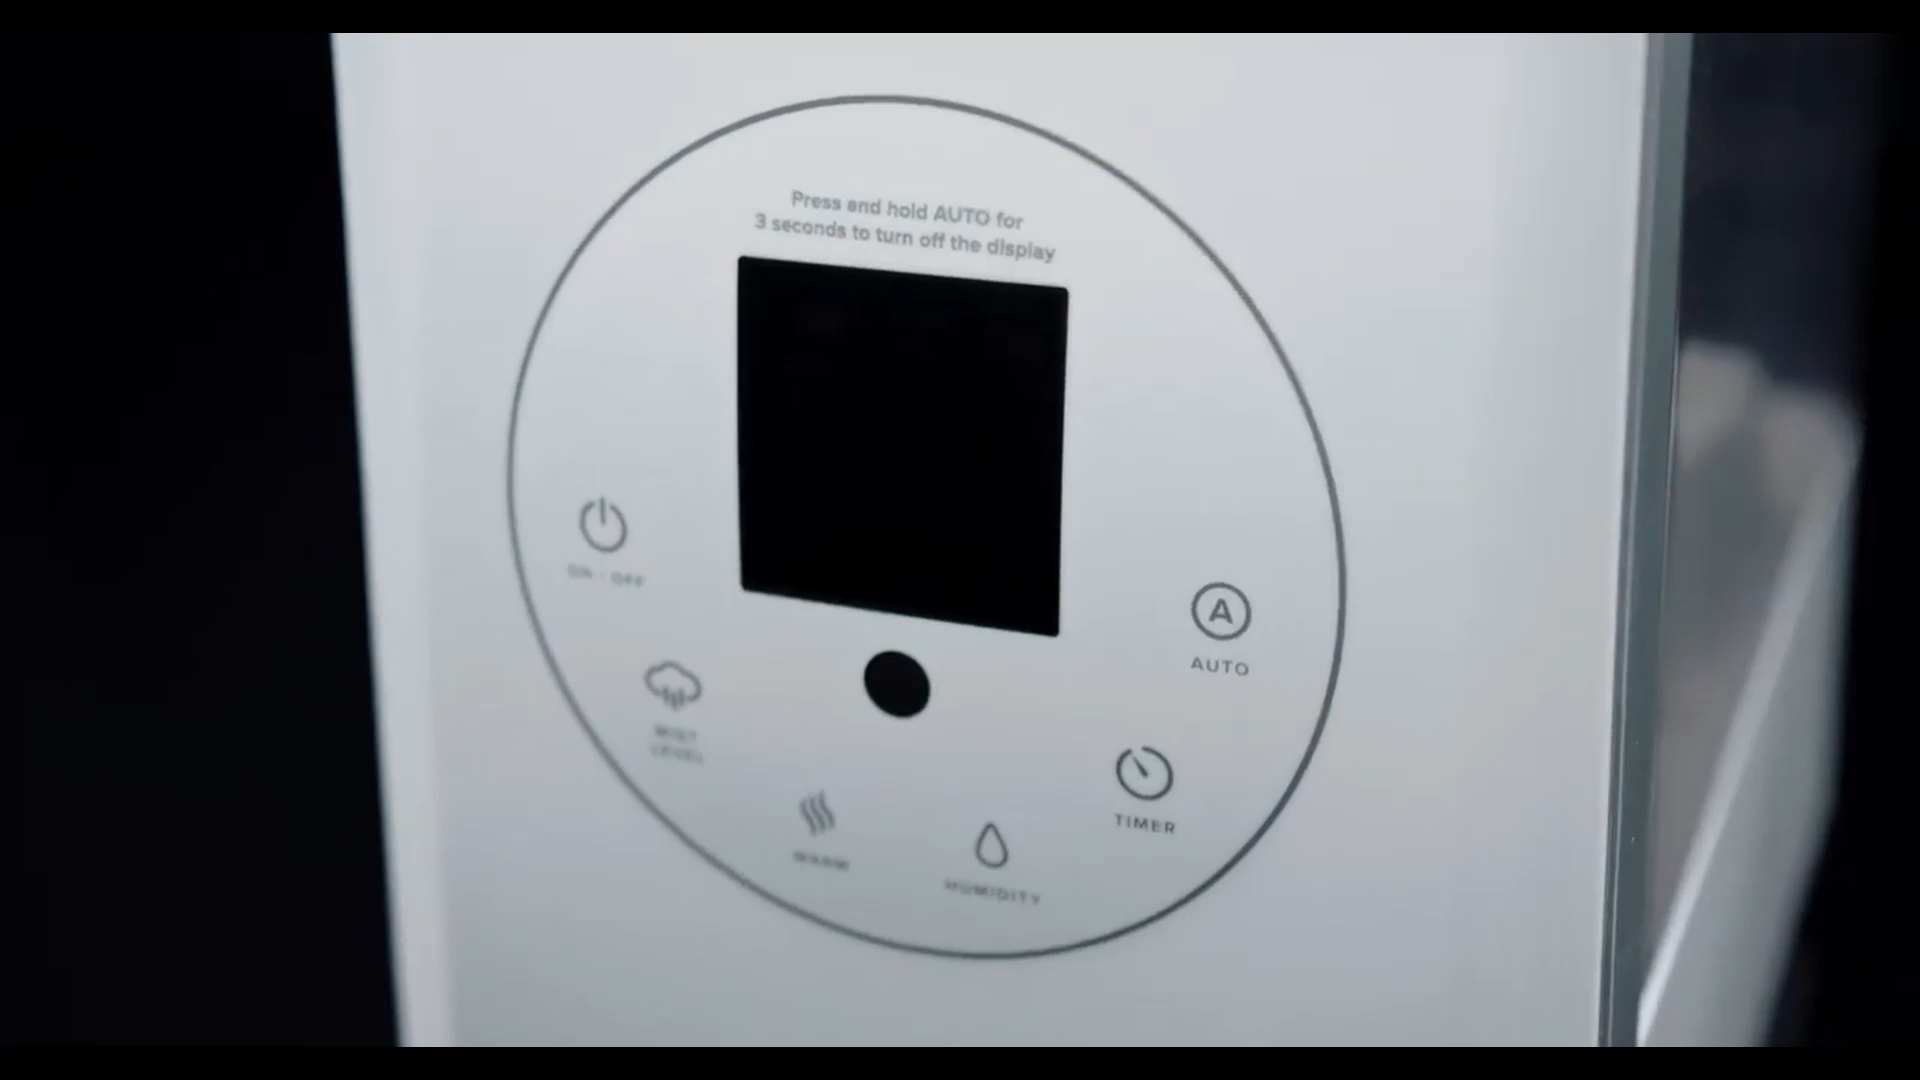 Press and hold AUTO for
3 seconds to turn off the display
ON - OFF
A
AUTO
MIST
LEVEL
TIMER
WARM
HUMIDITY